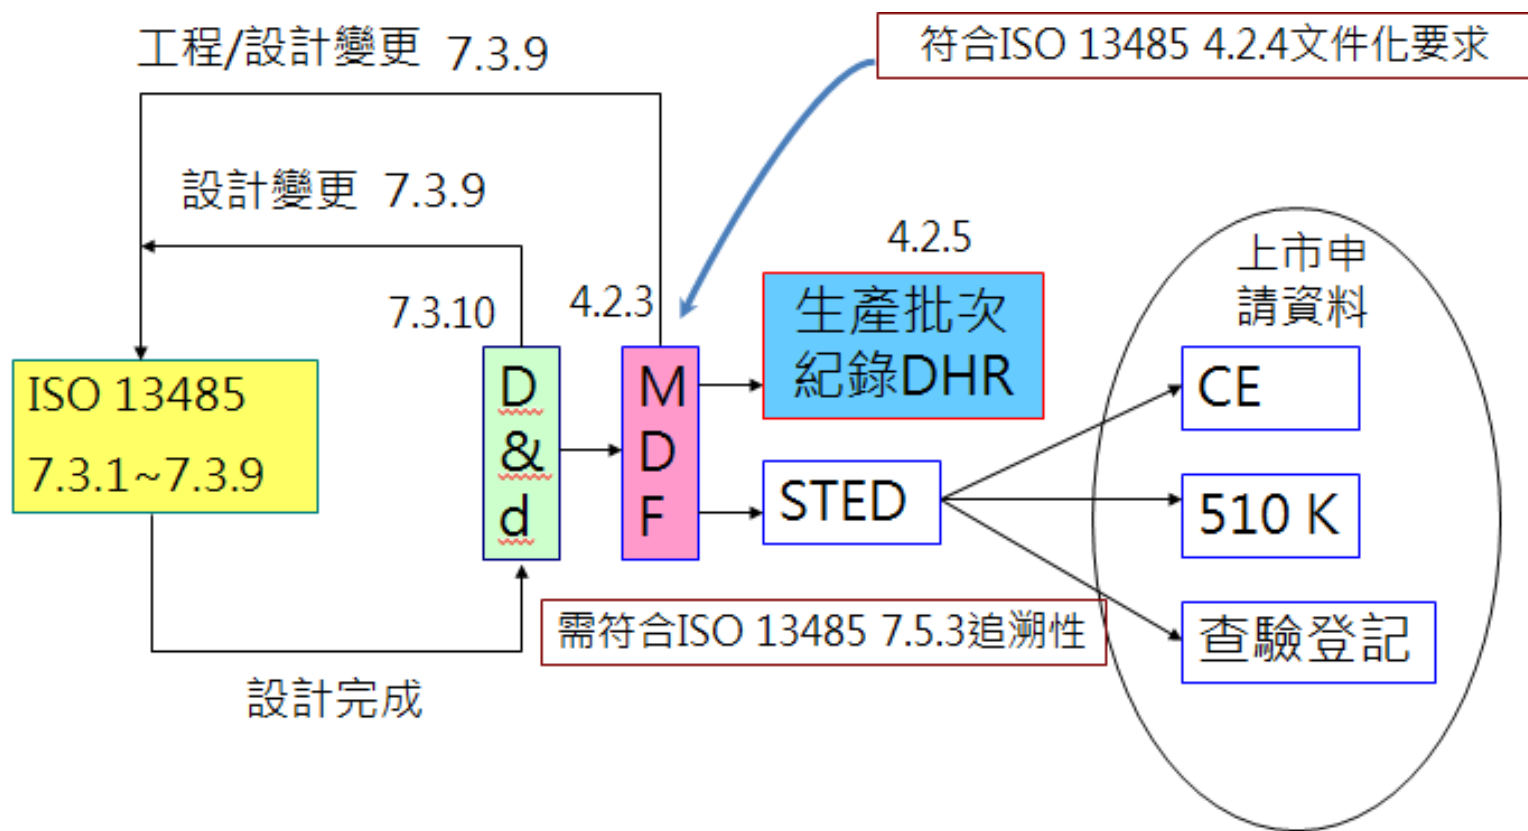 工程/設計變更 7.3.9
符合ISO 13485 4.2.4文件化要求
設計變更 7.3.9
4.2.5
上市申
請資料
7.3.10
4.2.3
生產批次
紀錄DHR
ISO 13485
7.3.1~7.3.9
D
&
d
M
D
F
STED
CE
510 K
查驗登記
需符合ISO 13485 7.5.3追溯性
設計完成